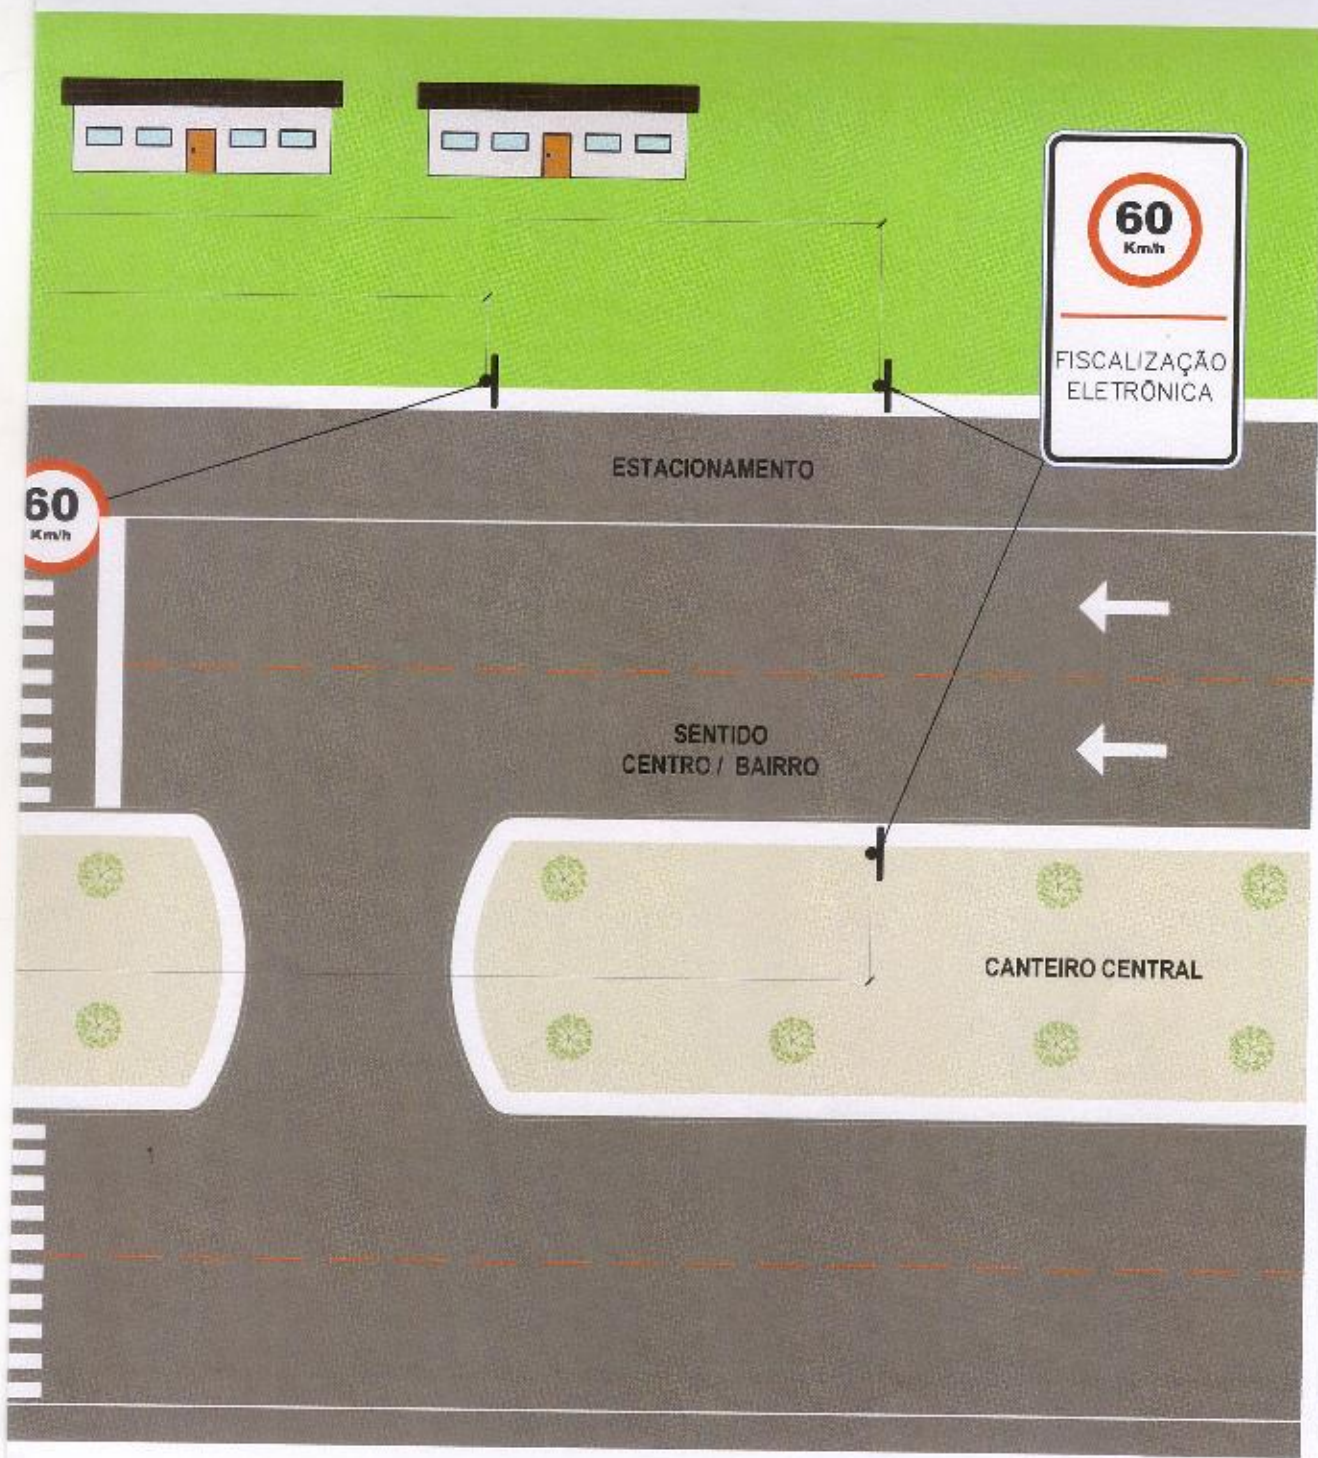 60
Km/h
FISCALIZAÇÃO
ELETRÔNICA
ESTACIONAMENTO
60
Km/h
SENTIDO
CENTRO / BAIRRO
CANTEIRO CENTRAL